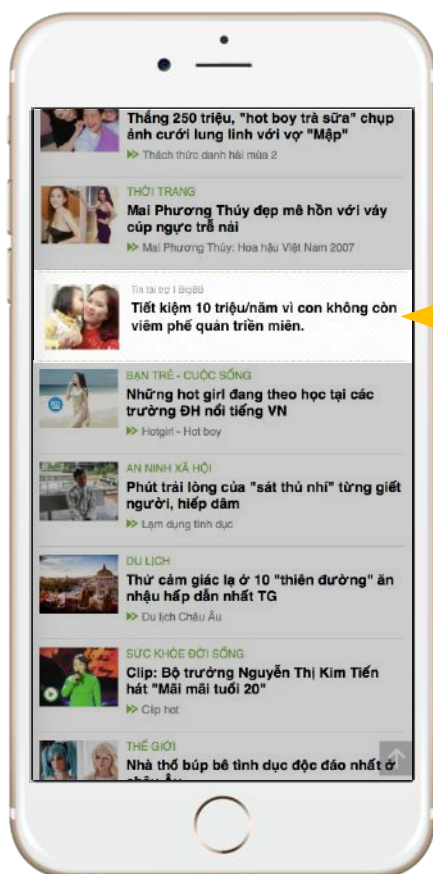 Thắng 250 triệu, "hot boy trà sữa" chụp
ảnh cưới lung linh với vợ "Mập"
Thách thức danh hài mùa 2
THỜI TRANG
Mai Phương Thúy đẹp mê hồn với váy
cúp ngực trễ nải
Mai Phương Thúy: Hoa hậu Việt Nam 2007
Tin tài trợ | BigBB
Tiết kiệm 10 triệu/năm vì con không còn
viêm phế quản triền miên.
BẠN TRẺ - CUỘC SỐNG
Những hot girl đang theo học tại các
trường ĐH nổi tiếng VN
Hotgirl - Hot boy
AN NINH XÃ HỘI
Phút trải lòng của "sát thủ nhí" từng giết
người, hiếp dâm
Lạm dụng tình dục
DU LỊCH
Thử cảm giác lạ ở 10 "thiên đường" ăn
nhậu hấp dẫn nhất TG
Du lịch Châu Âu
SỨC KHỎE ĐỜI SỐNG
Clip: Bộ trưởng Nguyễn Thị Kim Tiến
hát "Mãi mãi tuổi 20"
Clip hot
THẾ GIỚI
Nhà thổ búp bê tình dục độc đáo nhất ở
châu Âu